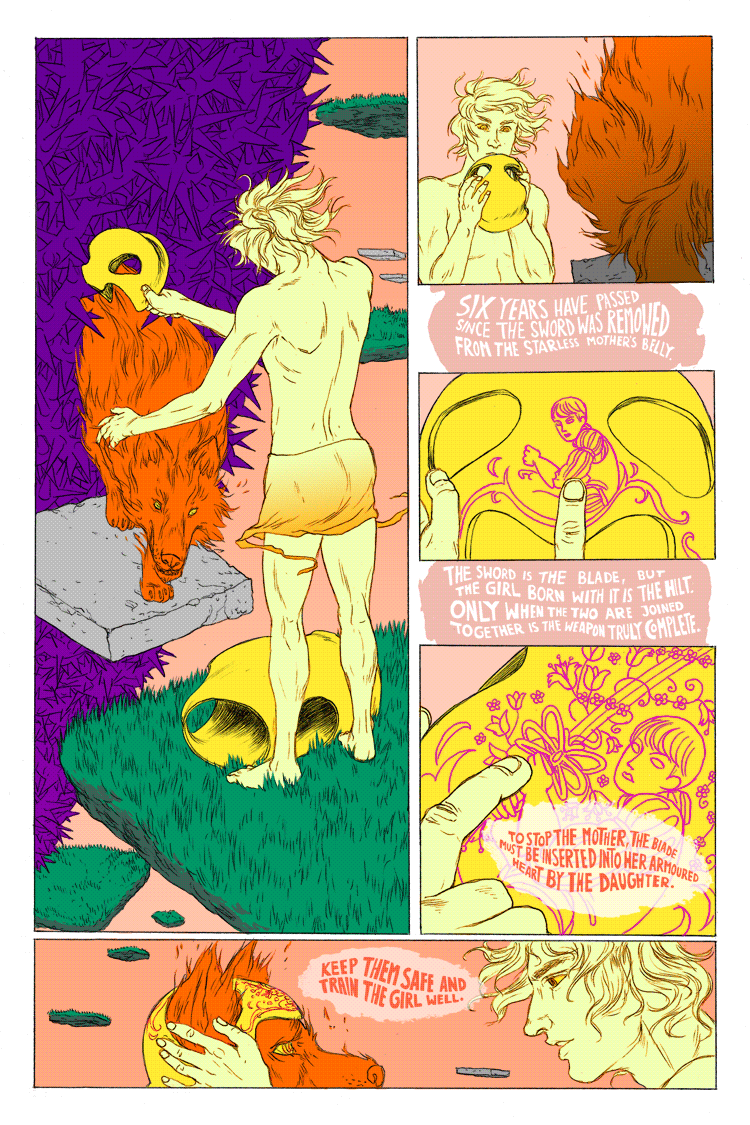 SIX YEARS HAVE PASSED
SINCE THE SWORD WAS REMOVED
FROM THE STARLESS MOTHER'S BELLY.
THE SWORD IS THE BLADE, BUT
THE GIRL BORN WITH IT IS THE HILT.
ONLY WHEN THE TWO ARE JOINED
TOGETHER IS THE WEAPON TRULY COMPLETE.
TO STOP THE MOTHER, THE BLADE
MUST BE INSERTED INTO HER ARMOURED
HEART BY THE DAUGHTER.
KEEP THEM SAFE AND
TRAIN THE GIRL WELL.